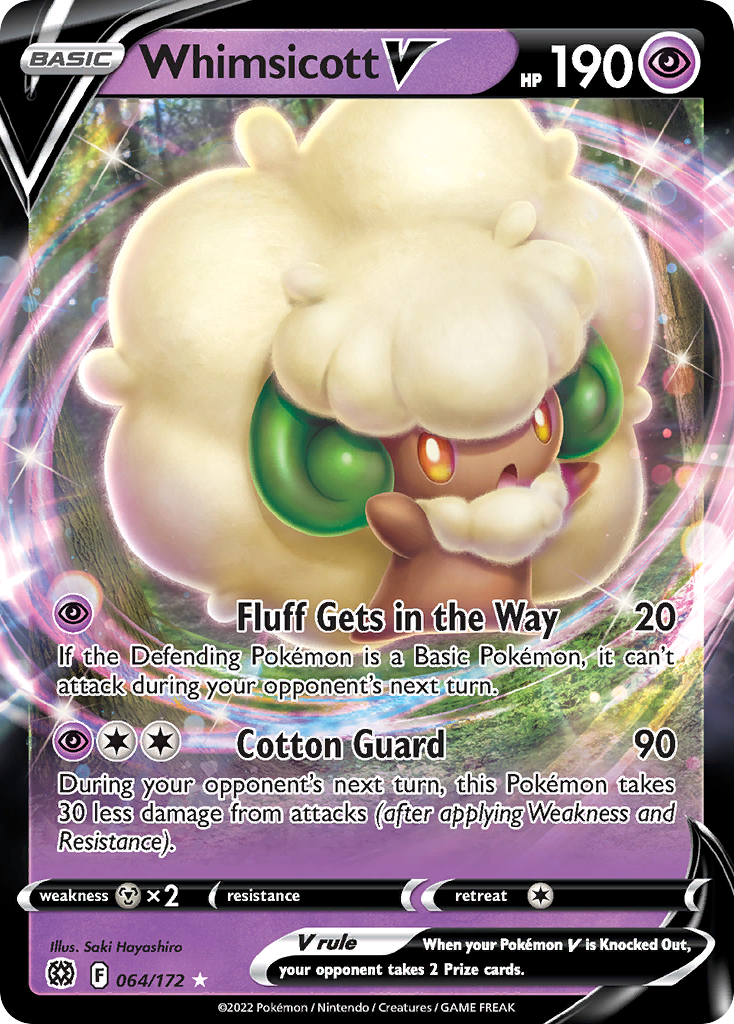 BASIC Whimsicott V HP 190
Fluff Gets in the Way 20
If the Defending Pokémon is a Basic Pokémon, it can't
attack during your opponent's next turn.
Cotton Guard 90
During your opponent's next turn, this Pokémon takes
30 less damage from attacks (after applying Weakness and
Resistance).
weakness ×2 resistance retreat
Illus. Saki Hayashiro
F 064/172
V rule When your Pokémon V is Knocked Out,
your opponent takes 2 Prize cards.
©2022 Pokémon / Nintendo / Creatures / GAME FREAK